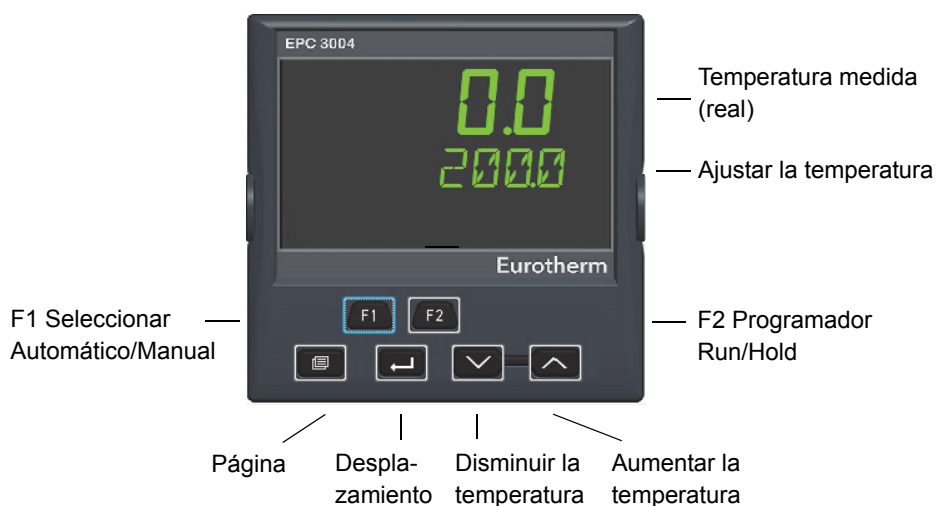 EPC 3004
0.0
200.0
Eurotherm
Temperatura medida
(real)
Ajustar la temperatura
F1 Seleccionar
Automático/Manual
F1
F2
F2 Programador
Run/Hold
Página
Despla-
zamiento
Disminuir la
temperatura
Aumentar la
temperatura